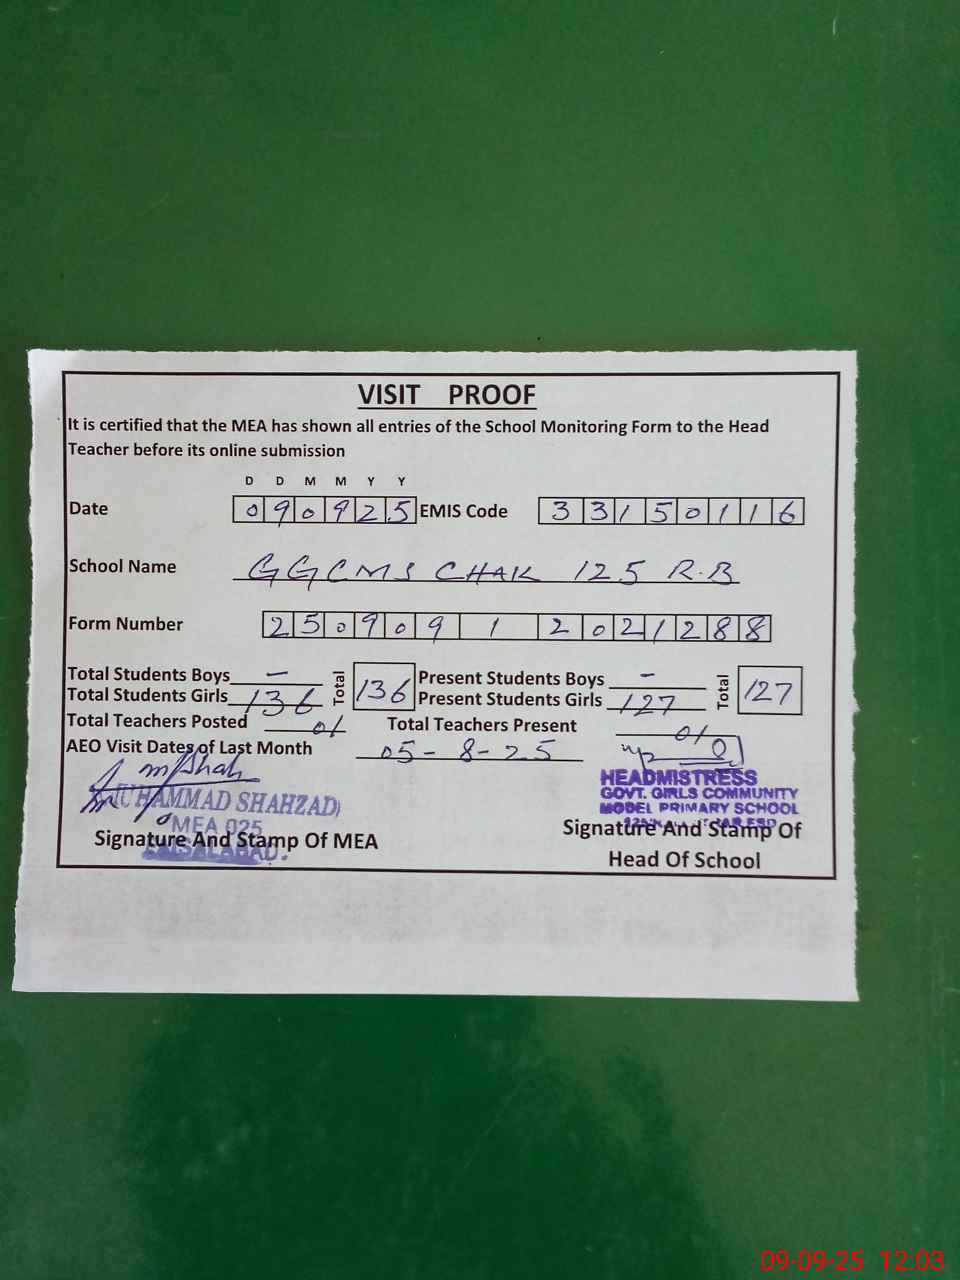 VISIT PROOF
It is certified that the MEA has shown all entries of the School Monitoring Form to the Head
Teacher before its online submission
D D M M Y Y
Date 090925 EMIS Code 33150116
School Name GGCMS CHAK 125 R.B
Form Number 25090912021288
Total Students Boys - Total 136 Present Students Boys - Total 127
Total Students Girls 136 Present Students Girls 127
Total Teachers Posted 01 Total Teachers Present 01
AEO Visit Dates of Last Month 05-8-25
MUHAMMAD SHAHZAD
MEA 025
FAISALABAD.
Signature And Stamp Of MEA
HEADMISTRESS
GOVT. GIRLS COMMUNITY
MODEL PRIMARY SCHOOL
Signature And Stamp Of
Head Of School
09-09-25 12:03